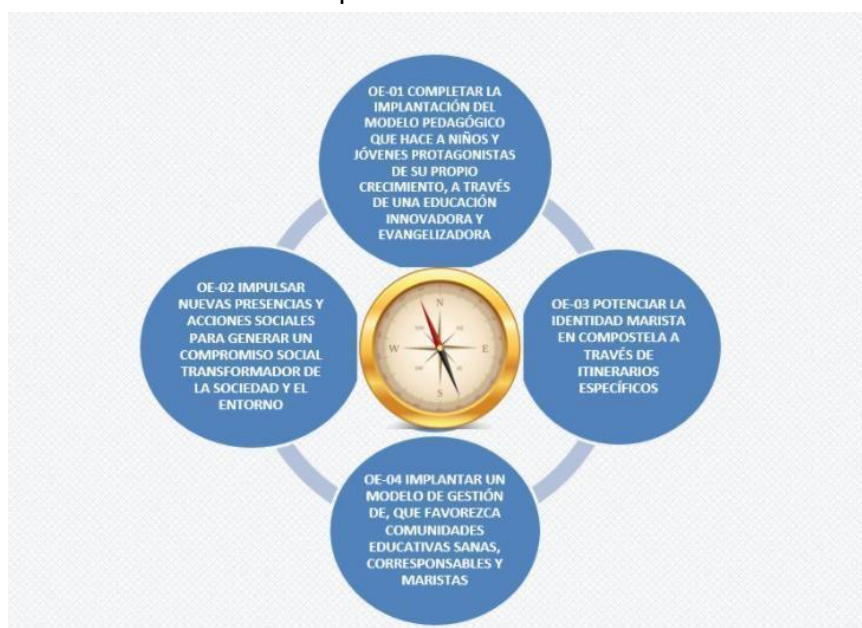 OE-01 COMPLETAR LA
IMPLANTACIÓN DEL
MODELO PEDAGÓGICO
QUE HACE A NIÑOS Y
JÓVENES PROTAGONISTAS
DE SU PROPIO
CRECIMIENTO, A TRAVÉS
DE UNA EDUCACIÓN
INNOVADORA Y
EVANGELIZADORA
OE-02 IMPULSAR
NUEVAS PRESENCIAS Y
ACCIONES SOCIALES
PARA GENERAR UN
COMPROMISO SOCIAL
TRANSFORMADOR DE
LA SOCIEDAD Y EL
ENTORNO
N
W
E
S
OE-03 POTENCIAR LA
IDENTIDAD MARISTA
EN COMPOSTELA A
TRAVÉS DE
ITINERARIOS
ESPECÍFICOS
OE-04 IMPLANTAR UN
MODELO DE GESTIÓN
DE, QUE FAVOREZCA
COMUNIDADES
EDUCATIVAS SANAS,
CORRESPONSABLES Y
MARISTAS